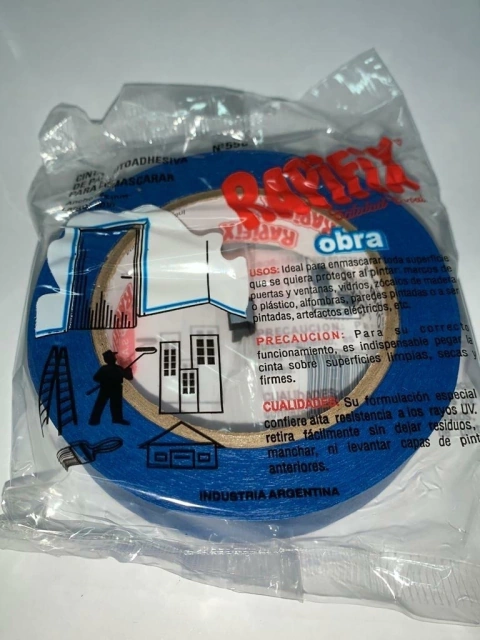 Nº550
CINTA AUTOADHESIVA
DE PAPEL
PARA ENMASCARAR
RAPIFIX
RAPIFIX
obra
USOS: Ideal para enmascarar toda superficie
que se quiera proteger al pintar: marcos de
puertas y ventanas, vidrios, zócalos de madera
o plástico, alfombras, paredes pintadas o a ser
pintadas, artefactos eléctricos, etc.
PRECAUCION: Para su correcto
funcionamiento, es indispensable pegar la
cinta sobre superficies limpias, secas y
firmes.
CUALIDADES: Su formulación especial
confiere alta resistencia a los rayos UV.
retira fácilmente sin dejar residuos,
manchar, ni levantar capas de pint
anteriores.
INDUSTRIA ARGENTINA